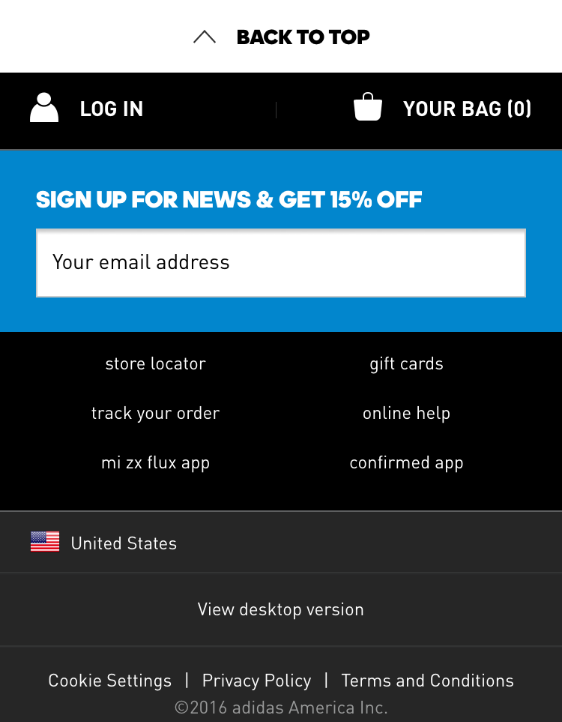 BACK TO TOP
LOG IN
YOUR BAG (0)
SIGN UP FOR NEWS & GET 15% OFF
Your email address
store locator
gift cards
track your order
online help
mi zx flux app
confirmed app
United States
View desktop version
Cookie Settings | Privacy Policy | Terms and Conditions
©2016 adidas America Inc.